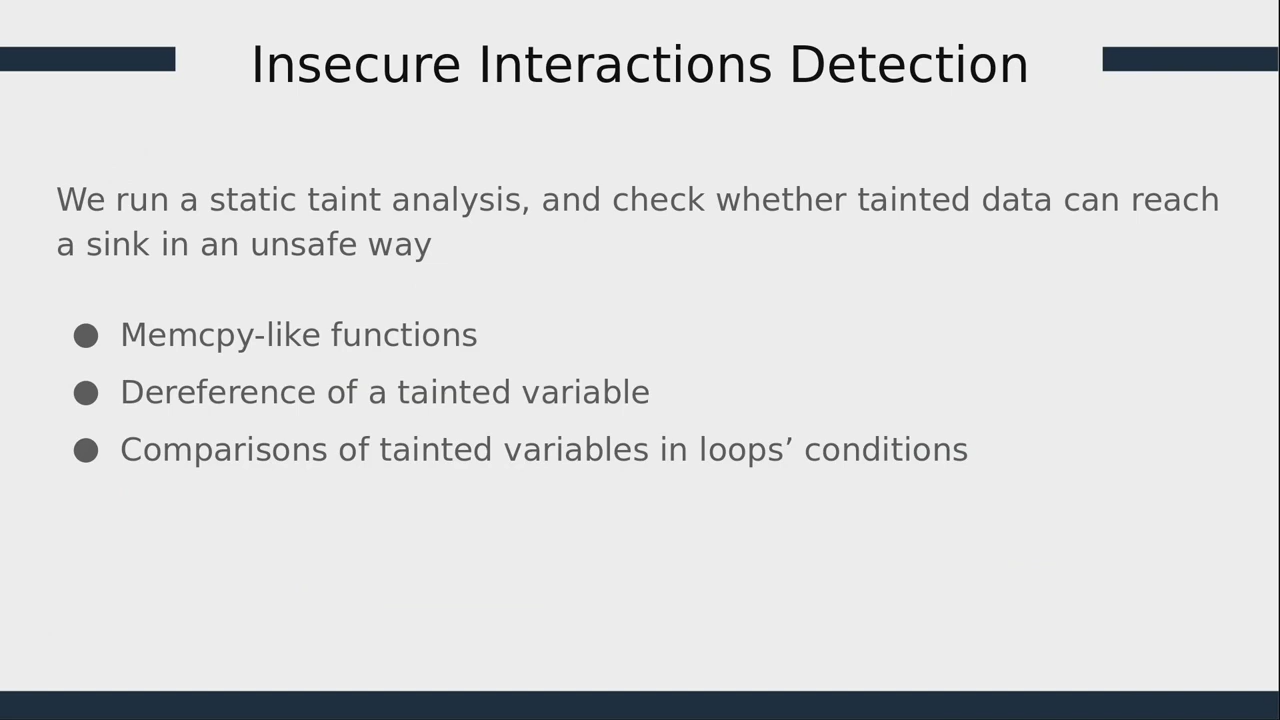 Insecure Interactions Detection
We run a static taint analysis, and check whether tainted data can reach
a sink in an unsafe way
● Memcpy-like functions
● Dereference of a tainted variable
● Comparisons of tainted variables in loops’ conditions